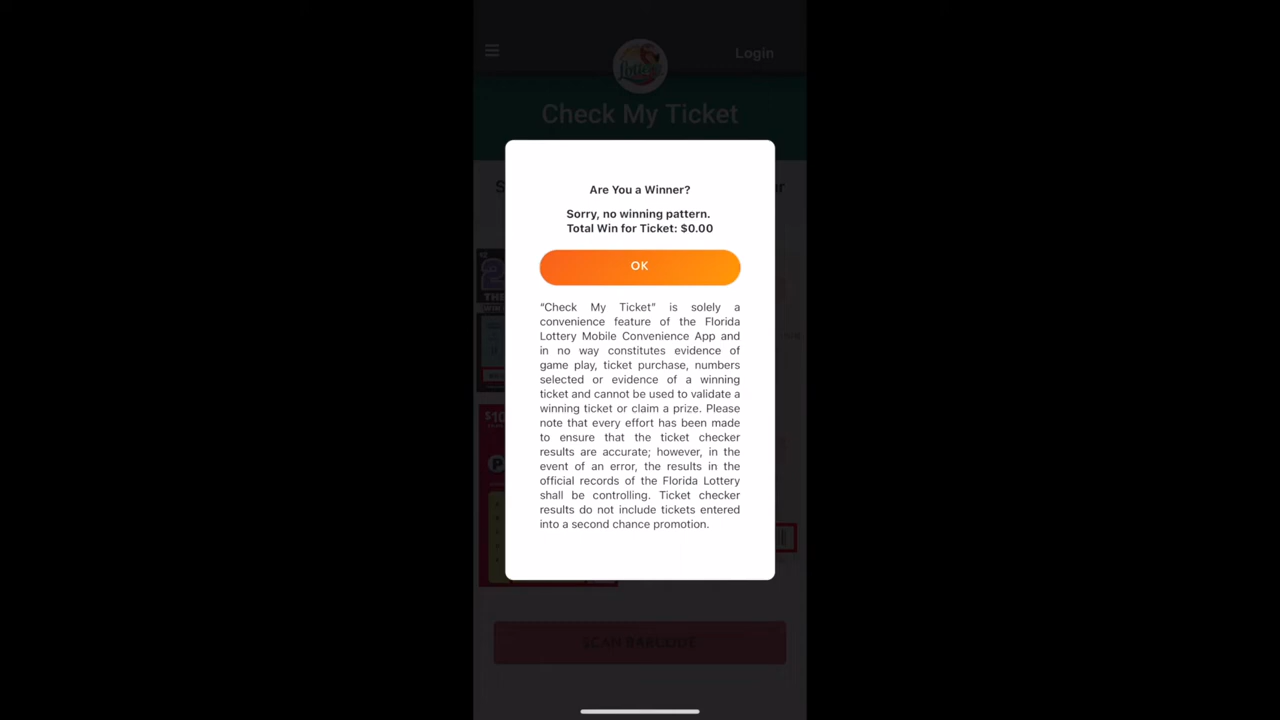 Login
Lottery
Check My Ticket
Are You a Winner?
Sorry, no winning pattern.
Total Win for Ticket: $0.00
OK
“Check My Ticket” is solely a
convenience feature of the Florida
Lottery Mobile Convenience App and
in no way constitutes evidence of
game play, ticket purchase, numbers
selected or evidence of a winning
ticket and cannot be used to validate a
winning ticket or claim a prize. Please
note that every effort has been made
to ensure that the ticket checker
results are accurate; however, in the
event of an error, the results in the
official records of the Florida Lottery
shall be controlling. Ticket checker
results do not include tickets entered
into a second chance promotion.
SCAN BARCODE